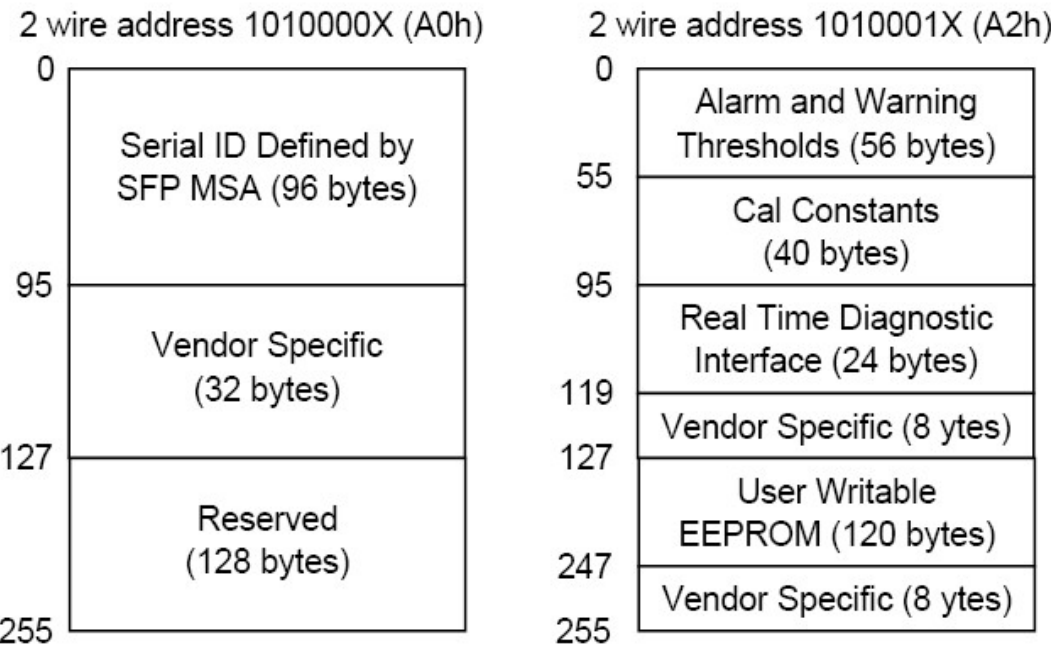 2 wire address 1010000X (A0h)
0
Serial ID Defined by
SFP MSA (96 bytes)
95
Vendor Specific
(32 bytes)
127
Reserved
(128 bytes)
255
2 wire address 1010001X (A2h)
0
Alarm and Warning
Thresholds (56 bytes)
55
Cal Constants
(40 bytes)
95
Real Time Diagnostic
Interface (24 bytes)
119
Vendor Specific (8 ytes)
127
User Writable
EEPROM (120 bytes)
247
Vendor Specific (8 ytes)
255